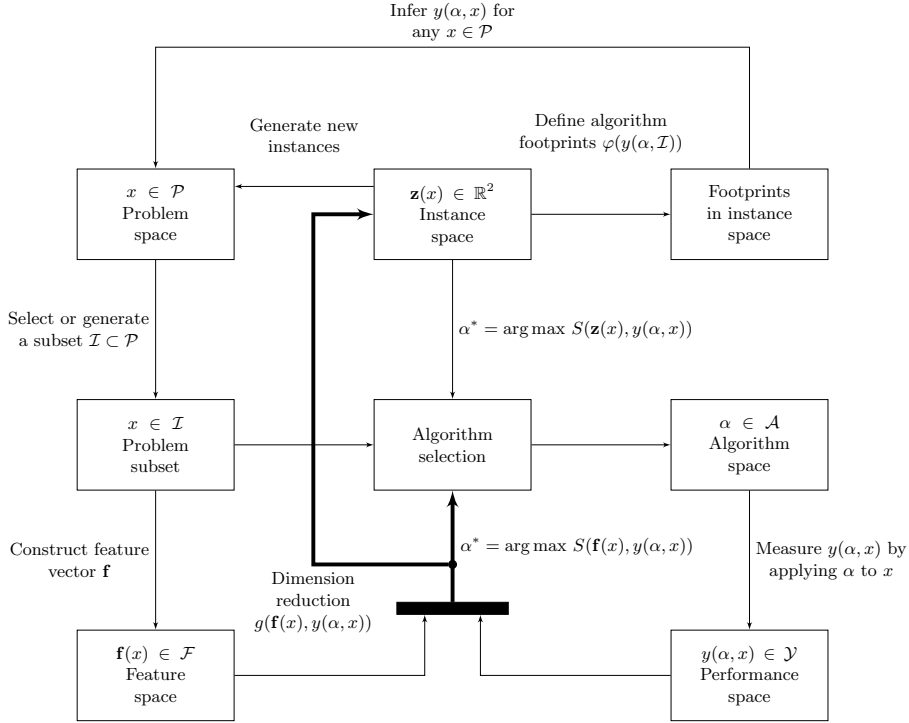 Infer y(α, x) for
any x ∈ 𝒫
Generate new
instances
Define algorithm
footprints φ(y(α, ℐ))
x ∈ 𝒫
Problem
space
z(x) ∈ ℝ²
Instance
space
Footprints
in instance
space
Select or generate
a subset ℐ ⊂ 𝒫
α* = arg max S(z(x), y(α, x))
x ∈ ℐ
Problem
subset
Algorithm
selection
α ∈ 𝒜
Algorithm
space
Construct feature
vector f
α* = arg max S(f(x), y(α, x))
Measure y(α, x) by
applying α to x
Dimension
reduction
g(f(x), y(α, x))
f(x) ∈ ℱ
Feature
space
y(α, x) ∈ 𝒴
Performance
space